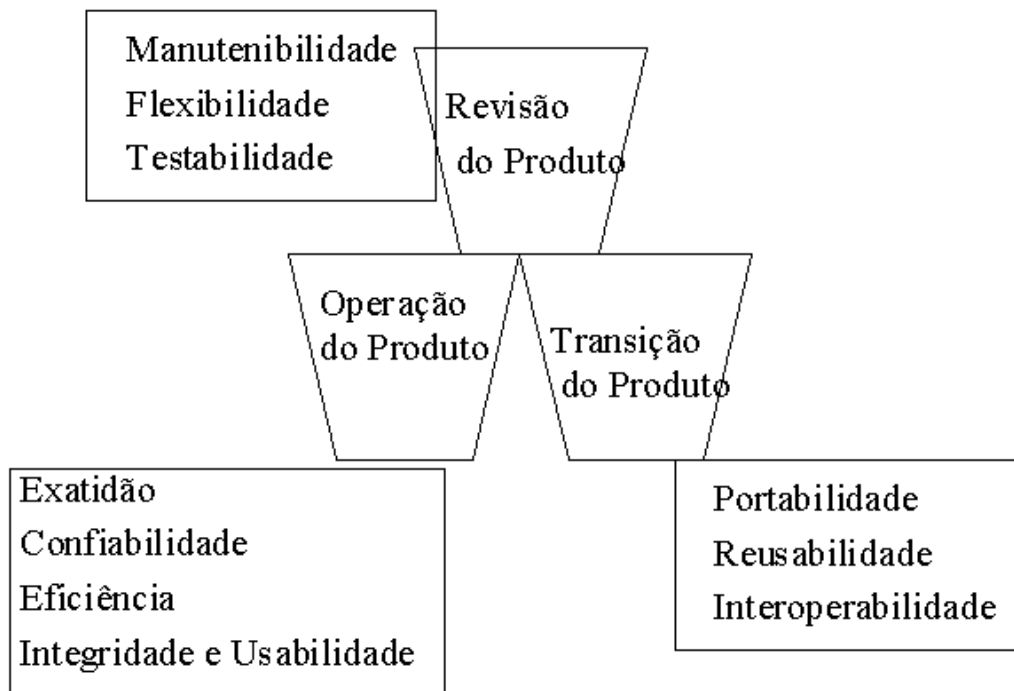 Manutenibilidade
Flexibilidade
Testabilidade
Revisão
do Produto
Operação
do Produto
Transição
do Produto
Exatidão
Confiabilidade
Eficiência
Integridade e Usabilidade
Portabilidade
Reusabilidade
Interoperabilidade